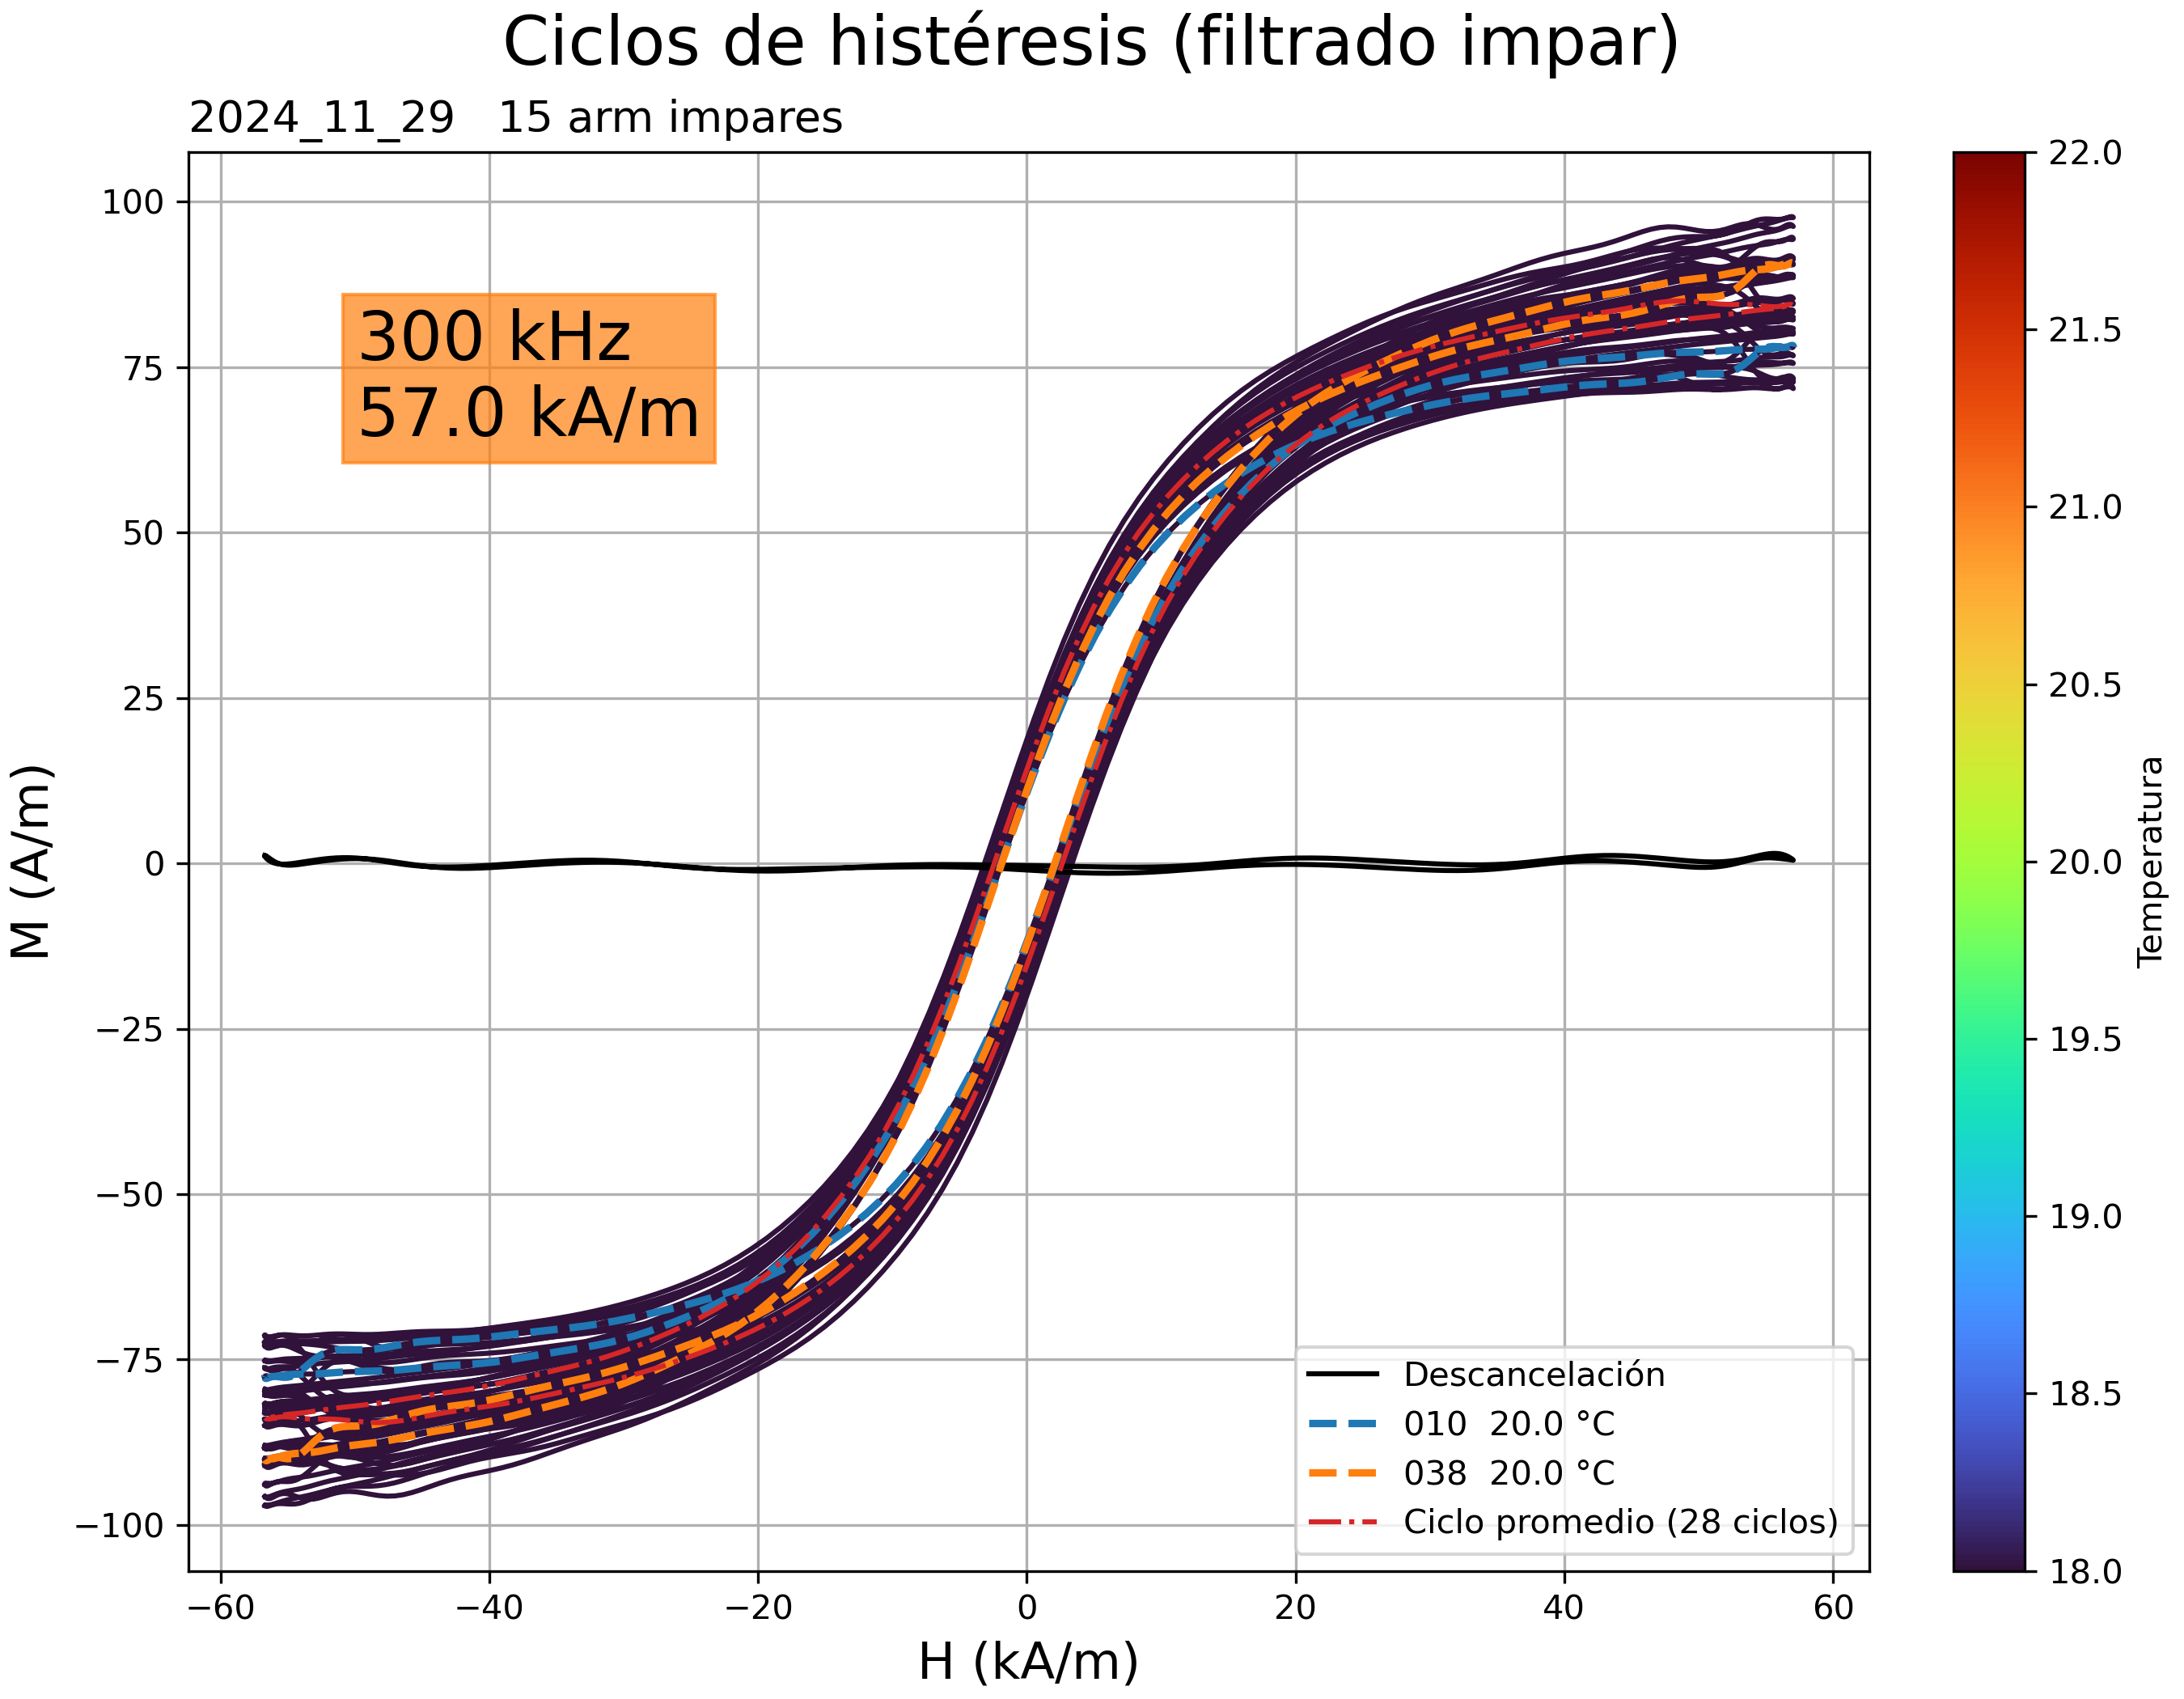 Ciclos de histéresis (filtrado impar)
2024_11_29   15 arm impares
100
75
50
25
0
−25
−50
−75
−100
M (A/m)
300 kHz
57.0 kA/m
Descancelación
010  20.0 °C
038  20.0 °C
Ciclo promedio (28 ciclos)
−60
−40
−20
0
20
40
60
H (kA/m)
22.0
21.5
21.0
20.5
20.0
19.5
19.0
18.5
18.0
Temperatura